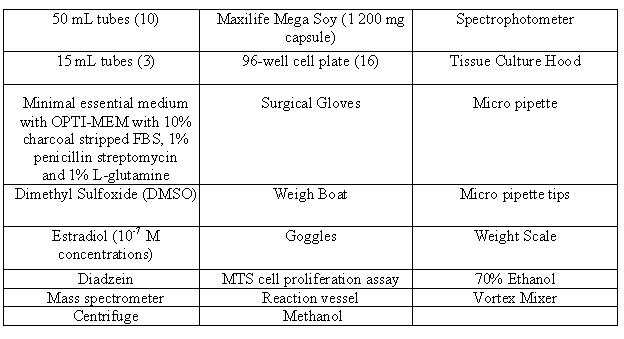 50 mL tubes (10)
Maxilife Mega Soy (1 200 mg
capsule)
Spectrophotometer
15 mL tubes (3)
96-well cell plate (16)
Tissue Culture Hood
Minimal essential medium
with OPTI-MEM with 10%
charcoal stripped FBS, 1%
penicillin streptomycin
and 1% L-glutamine
Surgical Gloves
Micro pipette
Dimethyl Sulfoxide (DMSO)
Weigh Boat
Micro pipette tips
Estradiol (10⁻⁷ M
concentrations)
Goggles
Weight Scale
Diadzein
MTS cell proliferation assay
70% Ethanol
Mass spectrometer
Reaction vessel
Vortex Mixer
Centrifuge
Methanol